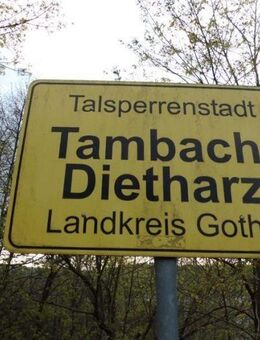 Talsperrenstadt
Tambach
Dietharz
Landkreis Goth